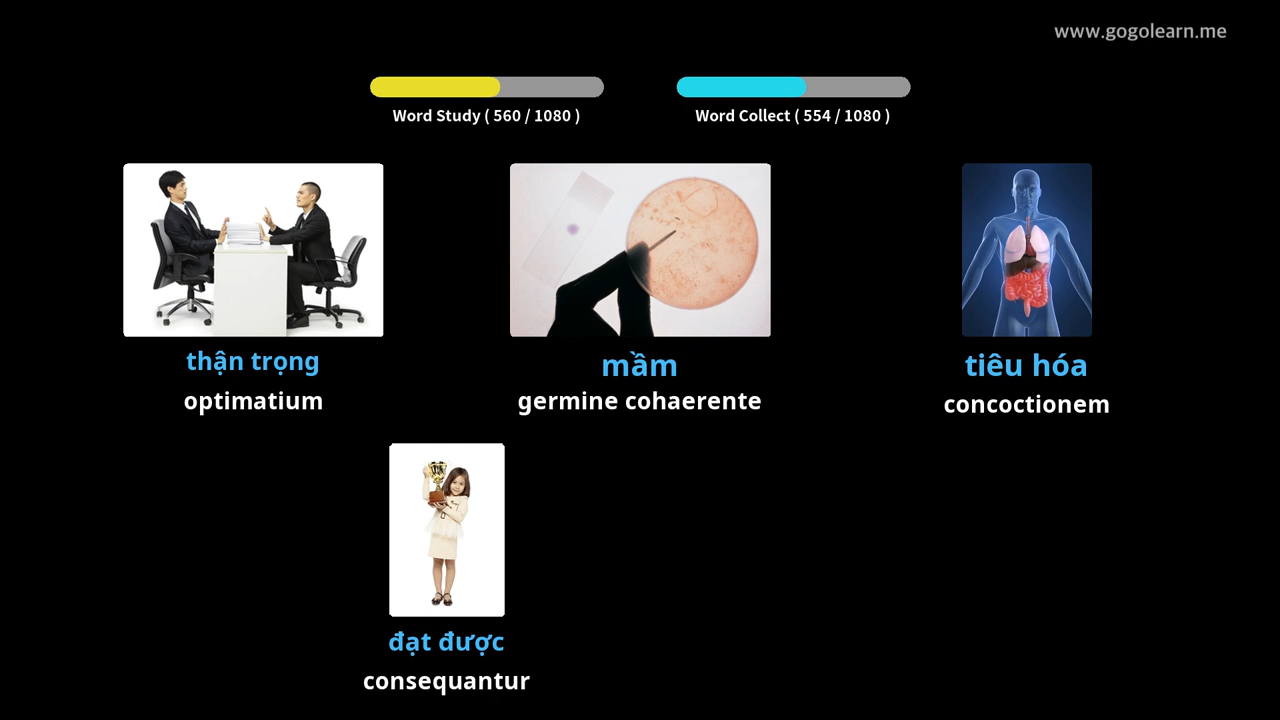 www.gogolearn.me
Word Study ( 560 / 1080 )
Word Collect ( 554 / 1080 )
thận trọng
optimatium
mầm
germine cohaerente
tiêu hóa
concoctionem
đạt được
consequantur